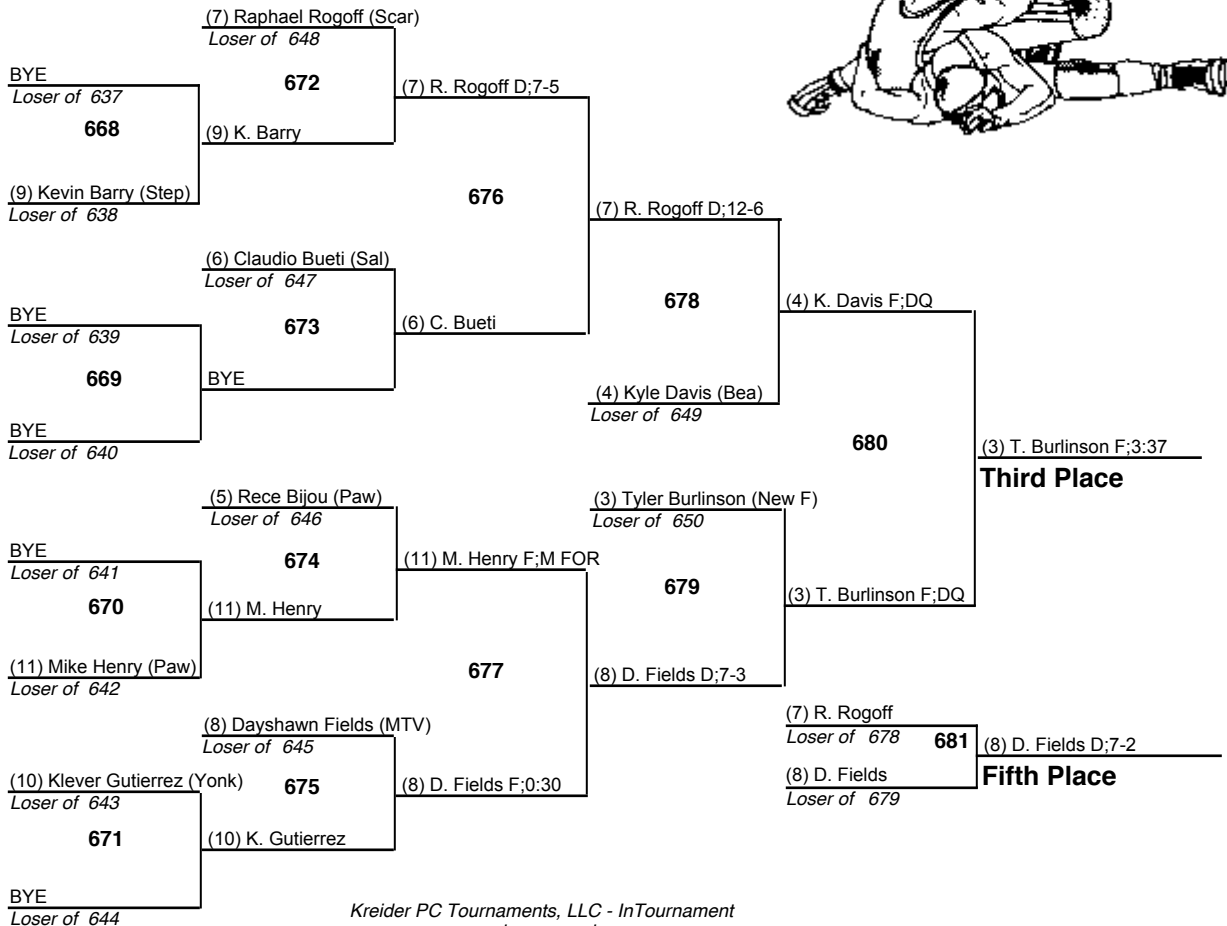 (7) Raphael Rogoff (Scar)
Loser of 648
BYE
Loser of 637
672
(7) R. Rogoff D;7-5
668
(9) K. Barry
(9) Kevin Barry (Step)
Loser of 638
676
(7) R. Rogoff D;12-6
(6) Claudio Bueti (Sal)
Loser of 647
678
(4) K. Davis F;DQ
BYE
Loser of 639
673
(6) C. Bueti
669
BYE
(4) Kyle Davis (Bea)
Loser of 649
BYE
Loser of 640
680
(3) T. Burlinson F;3:37
Third Place
(5) Rece Bijou (Paw)
Loser of 646
(3) Tyler Burlinson (New F)
Loser of 650
BYE
Loser of 641
674
(11) M. Henry F;M FOR
679
670
(11) M. Henry
(3) T. Burlinson F;DQ
(11) Mike Henry (Paw)
Loser of 642
677
(8) D. Fields D;7-3
(8) Dayshawn Fields (MTV)
Loser of 645
(7) R. Rogoff
Loser of 678
681
(8) D. Fields D;7-2
Fifth Place
(10) Klever Gutierrez (Yonk)
Loser of 643
675
(8) D. Fields F;0:30
(8) D. Fields
Loser of 679
671
(10) K. Gutierrez
BYE
Loser of 644
Kreider PC Tournaments, LLC - InTournament